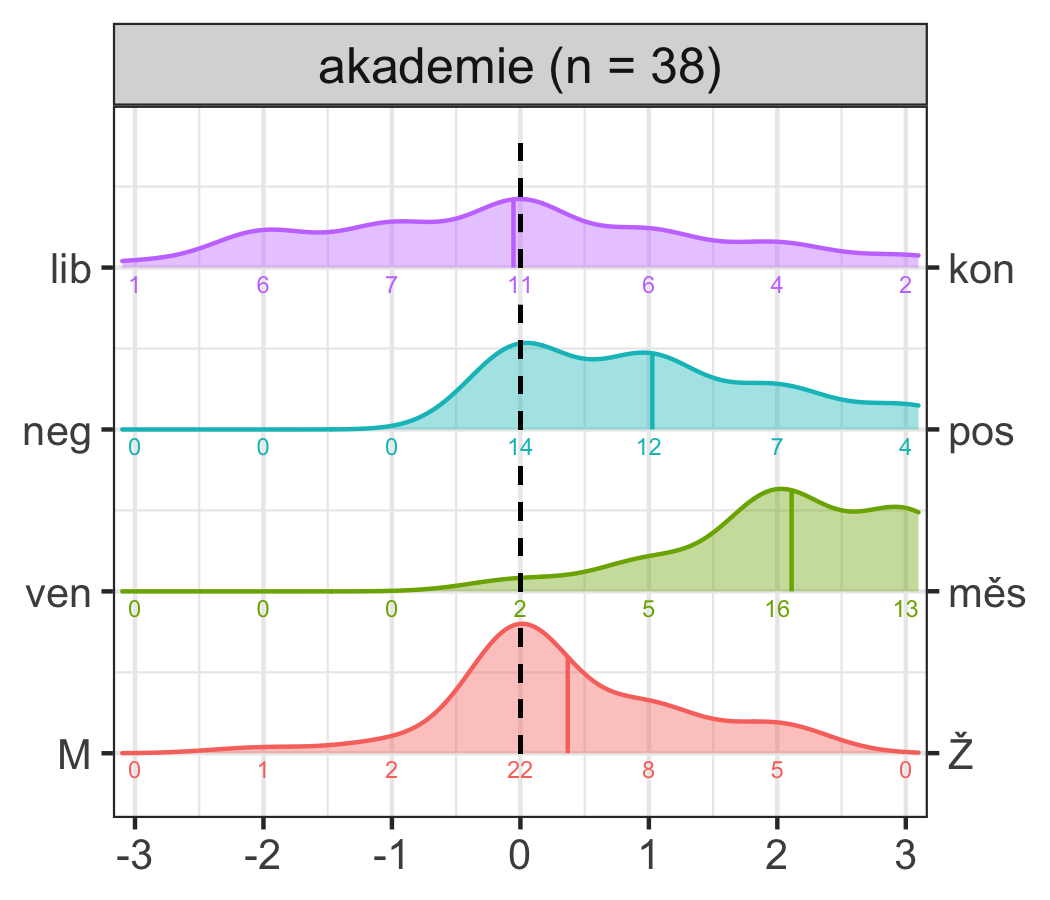 akademie (n = 38)
lib kon
1 6 7 11 6 4 2
neg pos
0 0 0 14 12 7 4
ven měs
0 0 0 2 5 16 13
M Ž
0 1 2 22 8 5 0
-3 -2 -1 0 1 2 3